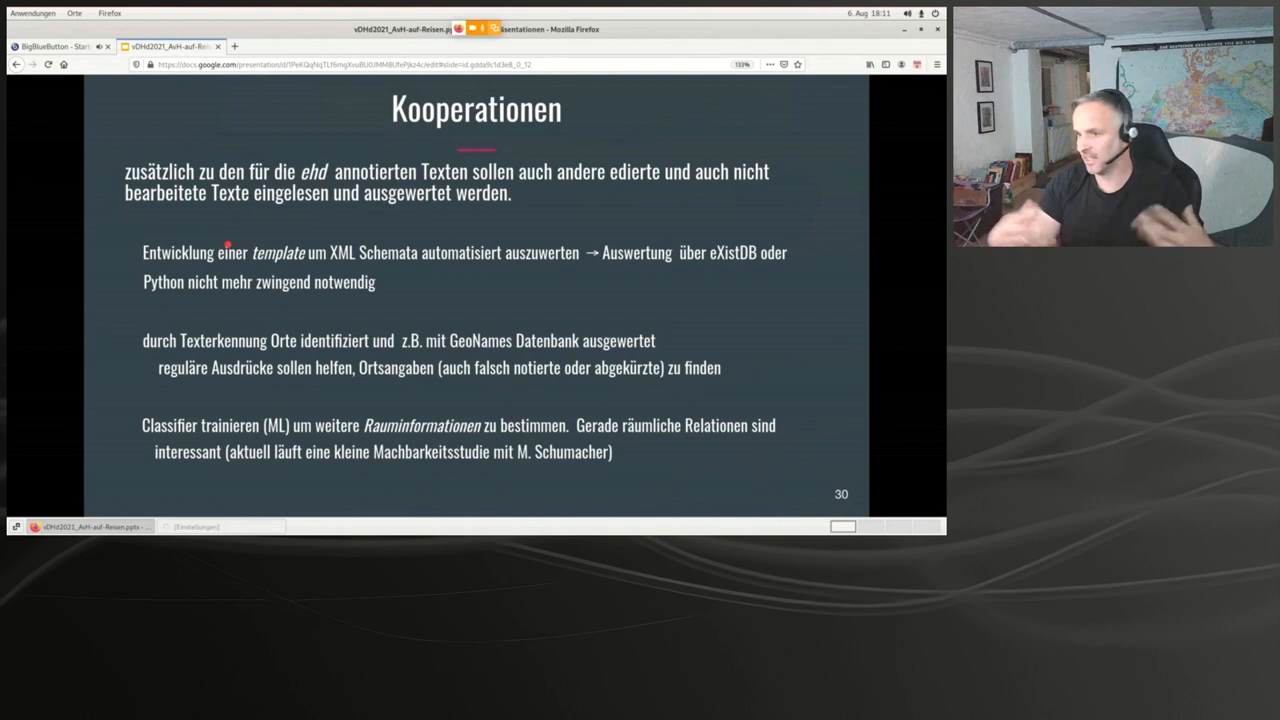 Anwendungen Orte Firefox 6. Aug 18:11
vDHd2021_AvH-auf-Reisen.pp äsentationen - Mozilla Firefox
BigBlueButton - Start vDHd2021_AvH-auf-Reis
133%
Kooperationen
zusätzlich zu den für die ehd annotierten Texten sollen auch andere edierte und auch nicht
bearbeitete Texte eingelesen und ausgewertet werden.
Entwicklung einer template um XML Schemata automatisiert auszuwerten → Auswertung über eXistDB oder
Python nicht mehr zwingend notwendig
durch Texterkennung Orte identifiziert und z.B. mit GeoNames Datenbank ausgewertet
reguläre Ausdrücke sollen helfen, Ortsangaben (auch falsch notierte oder abgekürzte) zu finden
Classifier trainieren (ML) um weitere Rauminformationen zu bestimmen. Gerade räumliche Relationen sind
interessant (aktuell läuft eine kleine Machbarkeitsstudie mit M. Schumacher)
30
vDHd2021_AvH-auf-Reisen.pptx - ... [Einstellungen]